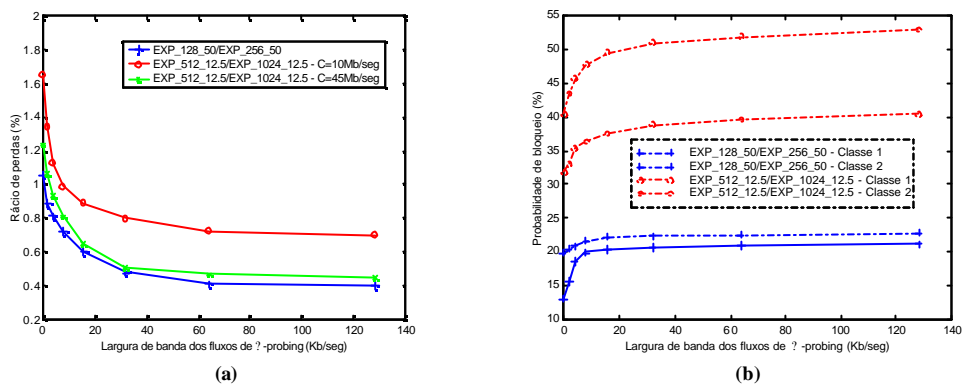 2
1.8
1.6
1.4
1.2
1
0.8
0.6
0.4
0.2
Rácio de perdas (%)
EXP_128_50/EXP_256_50
EXP_512_12.5/EXP_1024_12.5 - C=10Mb/seg
EXP_512_12.5/EXP_1024_12.5 - C=45Mb/seg
0 20 40 60 80 100 120 140
Largura de banda dos fluxos de ?-probing (Kb/seg)
(a)
55
50
45
40
35
30
25
20
15
10
Probabilidade de bloqueio (%)
EXP_128_50/EXP_256_50 - Classe 1
EXP_128_50/EXP_256_50 - Classe 2
EXP_512_12.5/EXP_1024_12.5 - Classe 1
EXP_512_12.5/EXP_1024_12.5 - Classe 2
0 20 40 60 80 100 120 140
Largura de banda dos fluxos de ?-probing (Kb/seg)
(b)